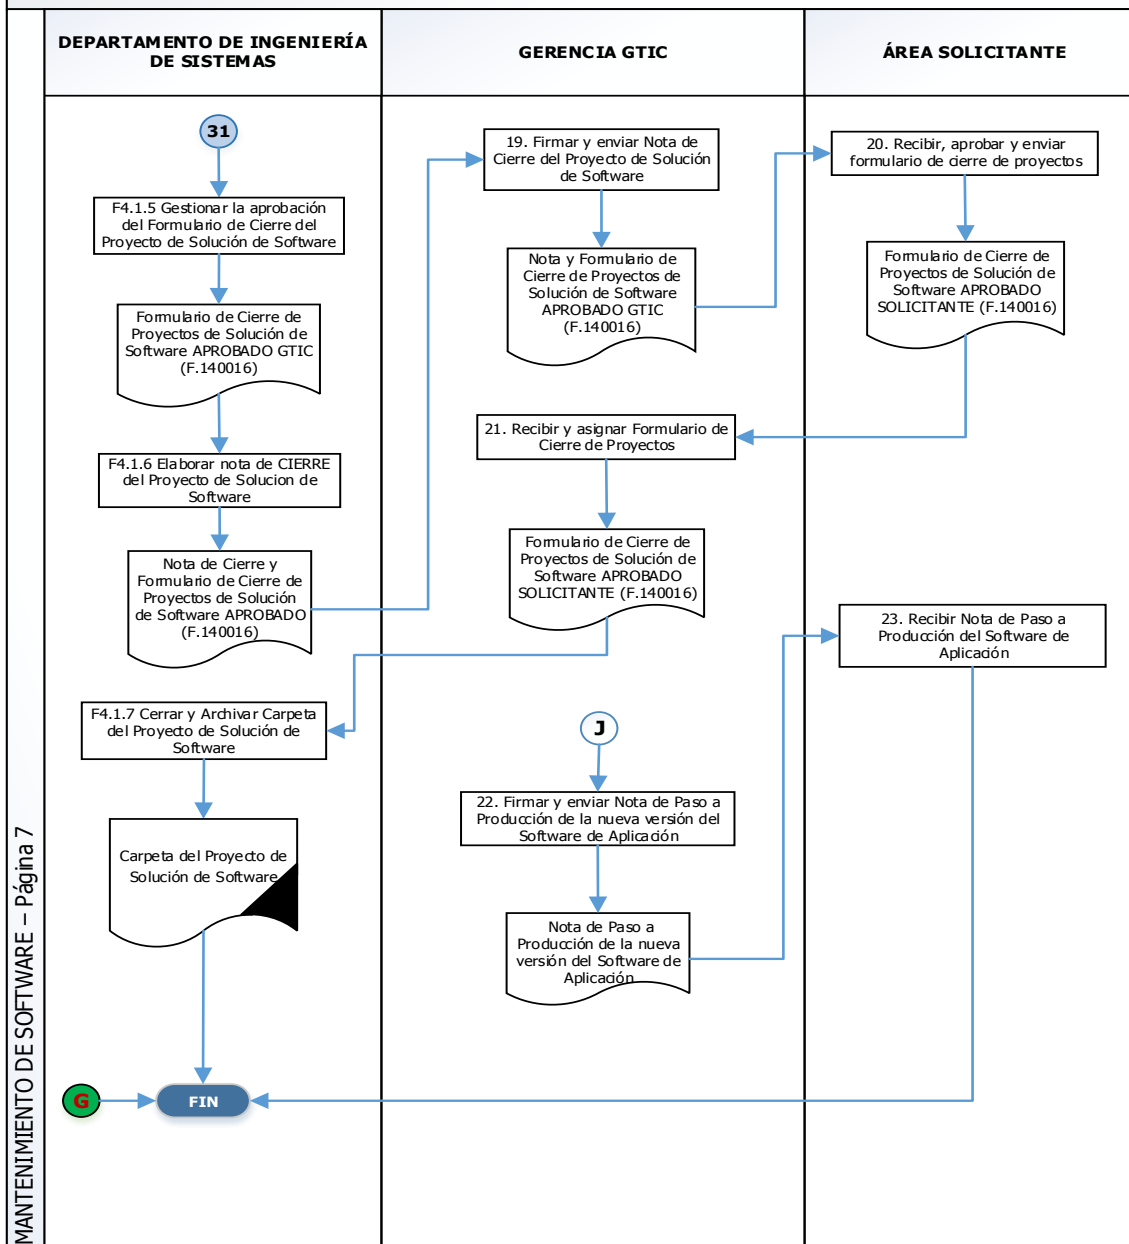 DEPARTAMENTO DE INGENIERÍA
DE SISTEMAS
GERENCIA GTIC
ÁREA SOLICITANTE
31
F4.1.5 Gestionar la aprobación
del Formulario de Cierre del
Proyecto de Solución de Software
Formulario de Cierre de
Proyectos de Solución de
Software APROBADO GTIC
(F.140016)
F4.1.6 Elaborar nota de CIERRE
del Proyecto de Solucion de
Software
Nota de Cierre y
Formulario de Cierre de
Proyectos de Solución
de Software APROBADO
(F.140016)
F4.1.7 Cerrar y Archivar Carpeta
del Proyecto de Solución de
Software
Carpeta del Proyecto de
Solución de Software
G
FIN
19. Firmar y enviar Nota de
Cierre del Proyecto de Solución
de Software
Nota y Formulario de
Cierre de Proyectos de
Solución de Software
APROBADO GTIC
(F.140016)
21. Recibir y asignar Formulario de
Cierre de Proyectos
Formulario de Cierre de
Proyectos de Solución de
Software APROBADO
SOLICITANTE (F.140016)
J
22. Firmar y enviar Nota de Paso a
Producción de la nueva versión del
Software de Aplicación
Nota de Paso a
Producción de la nueva
versión del Software de
Aplicación
20. Recibir, aprobar y enviar
formulario de cierre de proyectos
Formulario de Cierre de
Proyectos de Solución de
Software APROBADO
SOLICITANTE (F.140016)
23. Recibir Nota de Paso a
Producción del Software de
Aplicación
MANTENIMIENTO DE SOFTWARE – Página 7